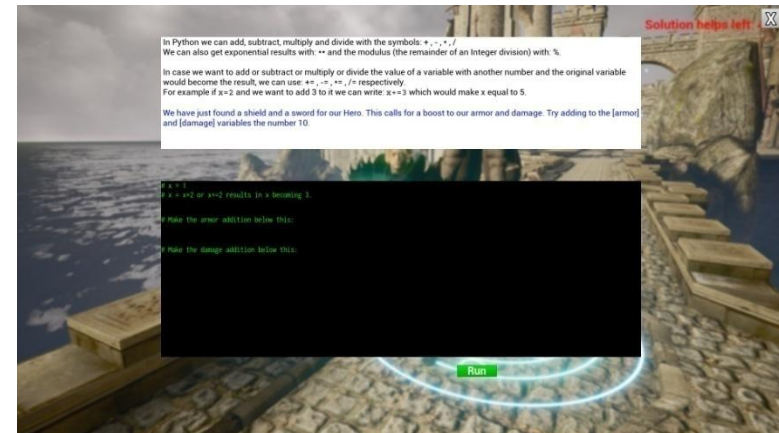 Solution helps left:
X
In Python we can add, subtract, multiply and divide with the symbols: + , - , * , /
We can also get exponential results with: ** and the modulus (the remainder of an Integer division) with: %.
In case we want to add or subtract or multiply or divide the value of a variable with another number and the original variable
would become the result, we can use: += , -= , *= , /= respectively.
For example if x=2 and we want to add 3 to it we can write: x+=3 which would make x equal to 5.
We have just found a shield and a sword for our Hero. This calls for a boost to our armor and damage. Try adding to the [armor]
and [damage] variables the number 10.
# x = 1
# x = x+2 or x+=2 results in x becoming 3.
# Make the armor addition below this:
# Make the damage addition below this:
Run